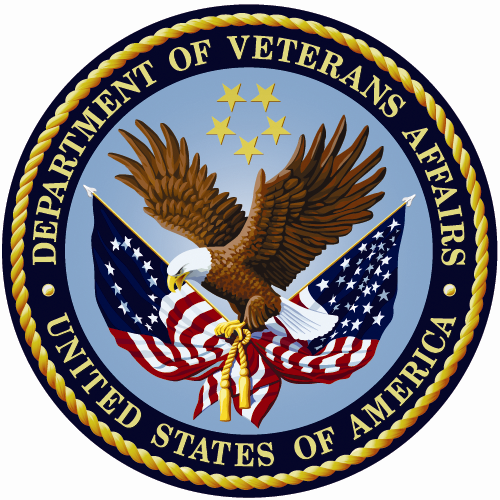 DEPARTMENT OF VETERANS AFFAIRS
UNITED STATES OF AMERICA